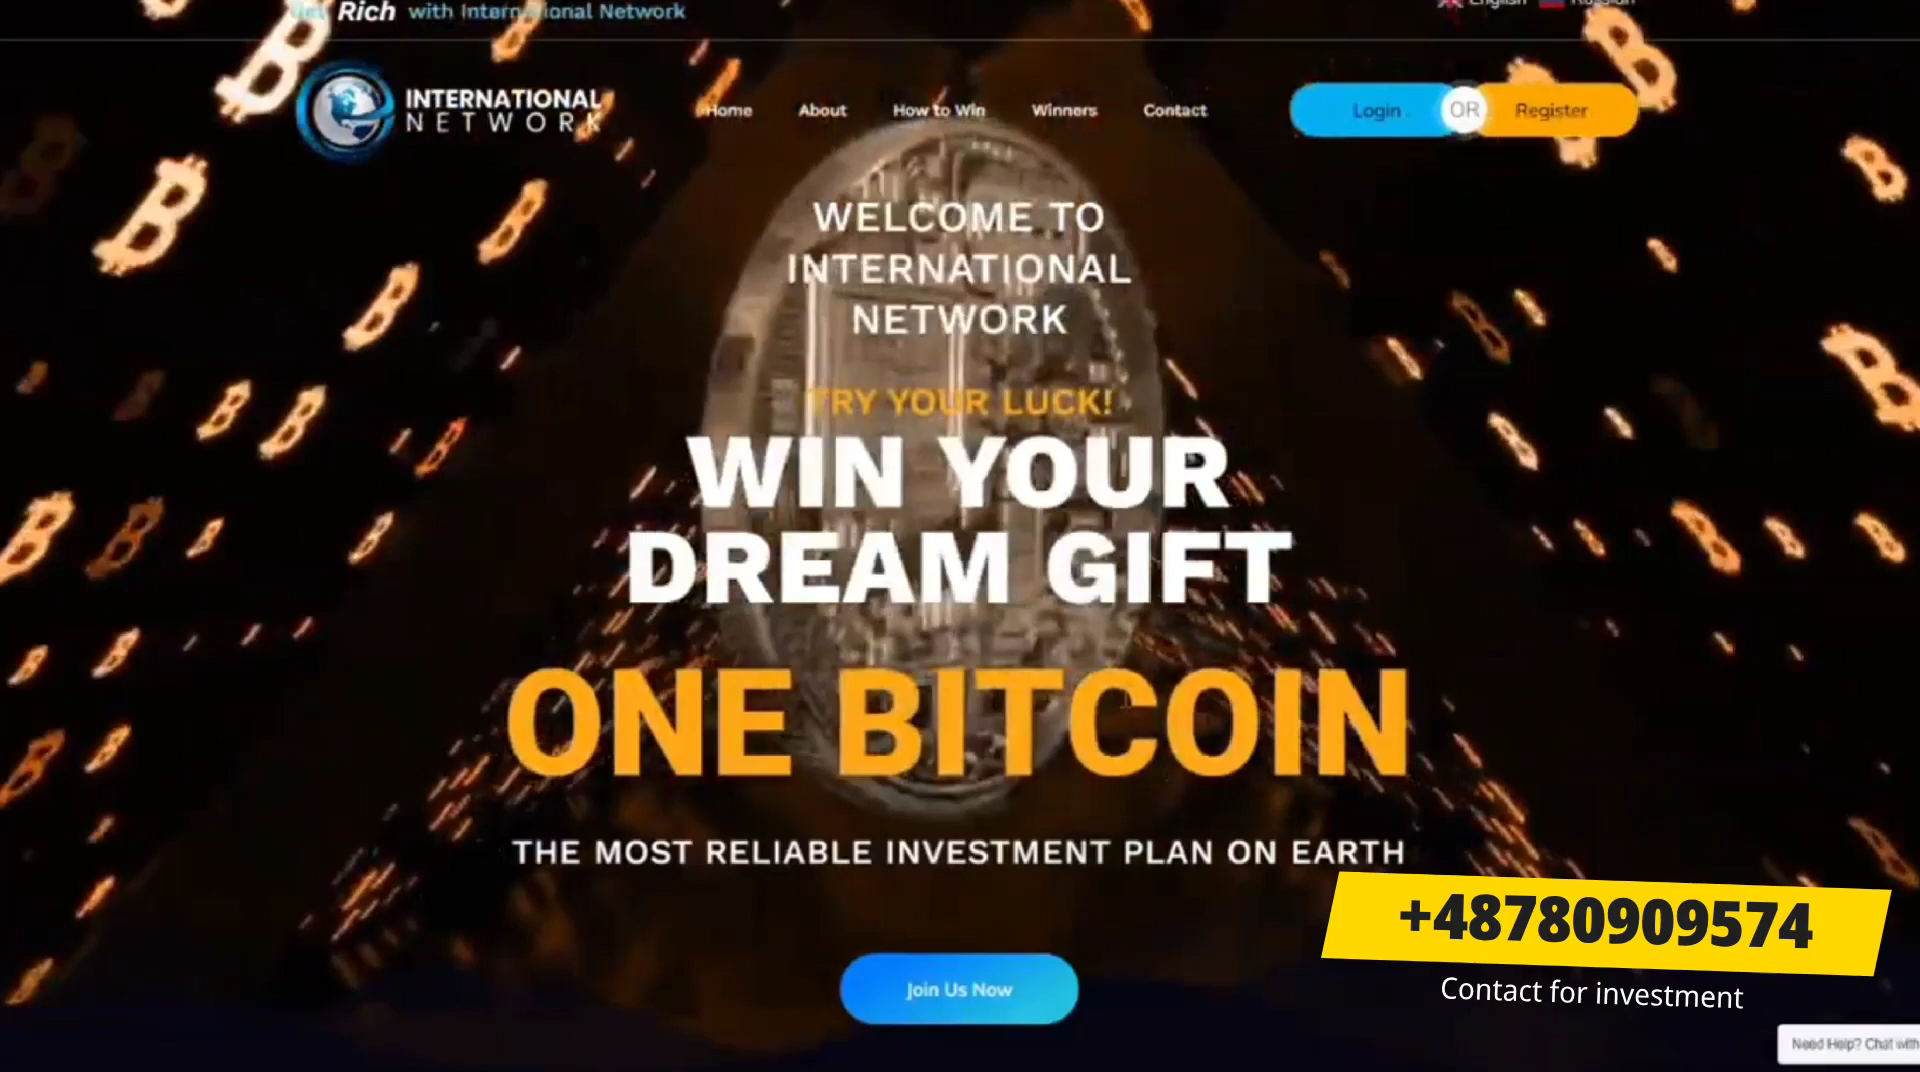 Rich with International Network
English Russian
INTERNATIONAL
NETWORK
Home About How to Win Winners Contact
Login OR Register
WELCOME TO
INTERNATIONAL
NETWORK
TRY YOUR LUCK!
WIN YOUR
DREAM GIFT
ONE BITCOIN
THE MOST RELIABLE INVESTMENT PLAN ON EARTH
+48780909574
Join Us Now
Contact for investment
Need Help? Chat with